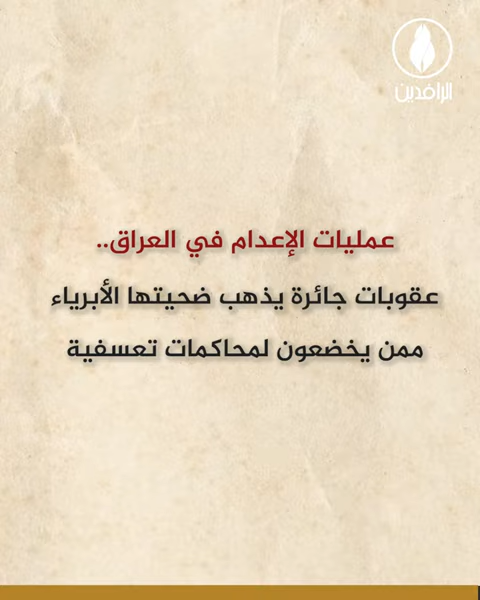 الرافدين
عمليات الإعدام في العراق..
عقوبات جائرة يذهب ضحيتها الأبرياء
ممن يخضعون لمحاكمات تعسفية